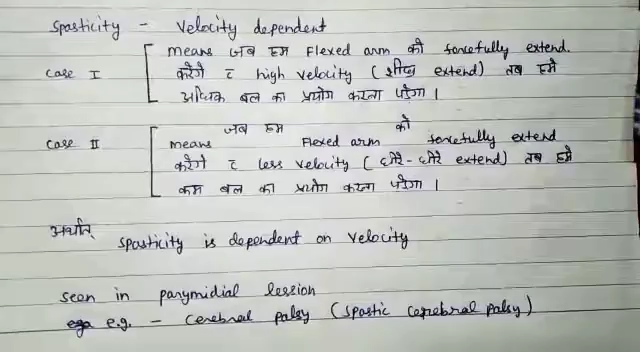 Spasticity - Velocity dependent
Case I means जब हम Flexed arm को forcefully extend.
करेगे c̄ high velocity (शीघ्र extend) तब हमे
अधिक बल का प्रयोग करना पड़ेगा।
Case II means जब हम Flexed arm को forcefully extend
करेगे c̄ less velocity (धीरे-धीरे extend) तब हमे
कम बल का प्रयोग करना पड़ेगा।
अर्थात्
spasticity is dependent on velocity
seen in parymidial lession
e.g. - cerebral palsy (spastic cerebral palsy)